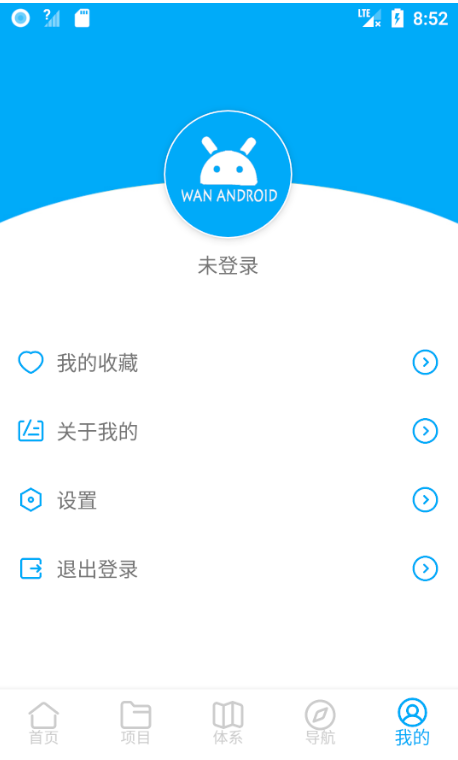 LTE 8:52
WAN ANDROID
未登录
我的收藏
关于我的
设置
退出登录
首页 项目 体系 导航 我的